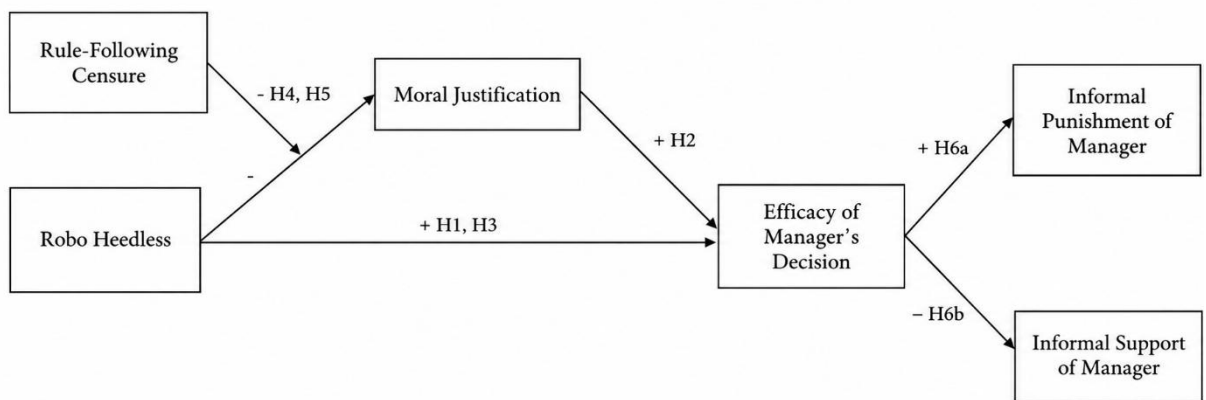 Rule-Following
Censure
- H4, H5
Moral Justification
Informal
Punishment of
Manager
+ H2
+ H6a
-
Robo Heedless
+ H1, H3
Efficacy of
Manager’s
Decision
– H6b
Informal Support
of Manager